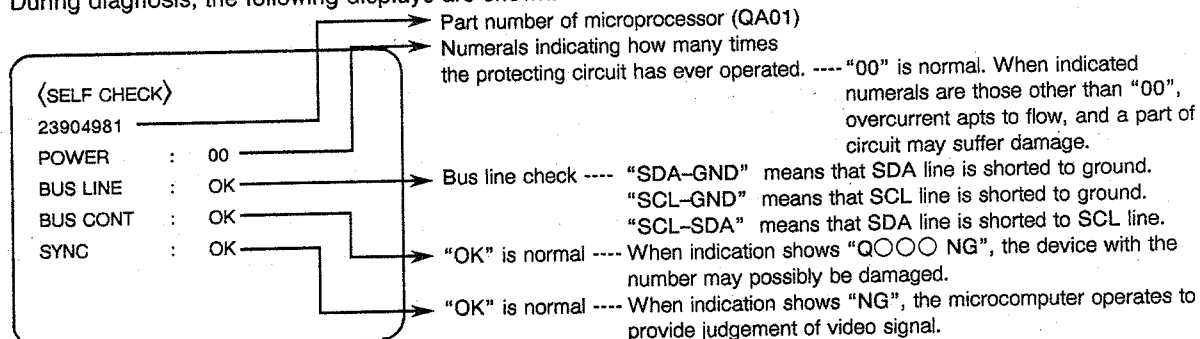 During diagnosis, the following displays are shown.
Part number of microprocessor (QA01)
Numerals indicating how many times
the protecting circuit has ever operated. ---- “00” is normal. When indicated
numerals are those other than “00”,
overcurrent apts to flow, and a part of
circuit may suffer damage.
〈SELF CHECK〉
23904981
POWER : 00
BUS LINE : OK
BUS CONT : OK
SYNC : OK
Bus line check ---- “SDA–GND” means that SDA line is shorted to ground.
“SCL–GND” means that SCL line is shorted to ground.
“SCL–SDA” means that SDA line is shorted to SCL line.
“OK” is normal ---- When indication shows “Q○○○ NG”, the device with the
number may possibly be damaged.
“OK” is normal ---- When indication shows “NG”, the microcomputer operates to
provide judgement of video signal.